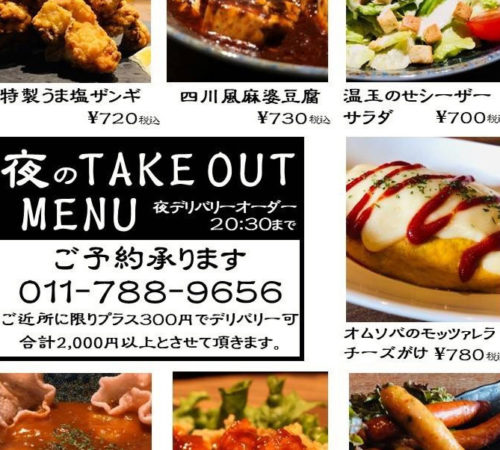 特製うま塩ザンギ
¥720税込
四川風麻婆豆腐
¥730税込
温玉のせシーザー
サラダ ¥700税込
夜のTAKE OUT
MENU
夜デリバリーオーダー
20:30まで
ご予約承ります
011-788-9656
ご近所に限りプラス300円でデリバリー可
合計2,000円以上とさせて頂きます。
オムソバのモッツァレラ
チーズがけ ¥780税込